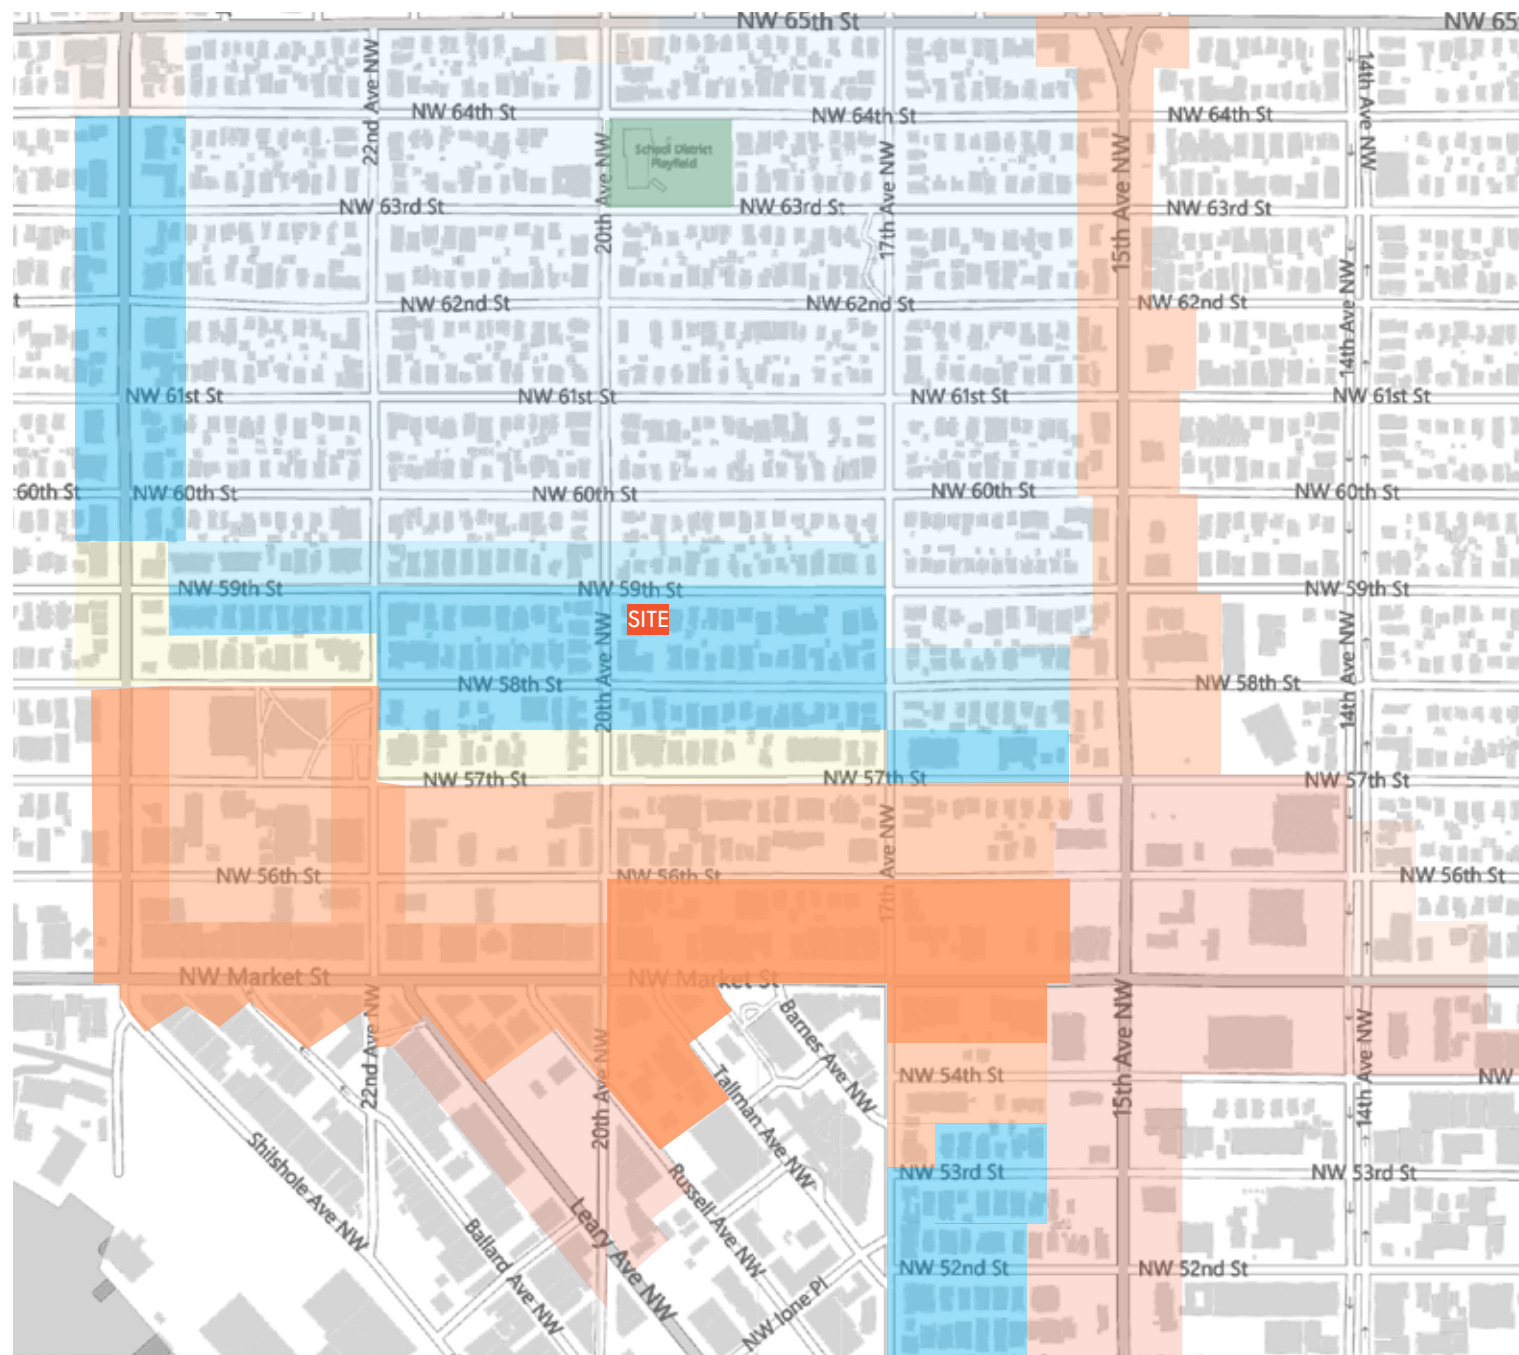 NW 65th St
NW 65
22nd Ave NW
14th Ave NW
NW 64th St
NW 64th St
NW 64th St
20th Ave NW
School District
Playfield
17th Ave NW
15th Ave NW
NW 63rd St
NW 63rd St
NW 63rd St
t
NW 62nd St
NW 62nd St
NW 62nd St
14th Ave NW
NW 61st St
NW 61st St
NW 61st St
NW 61st St
60th St
NW 60th St
NW 60th St
NW 60th St
NW 60th St
NW 59th St
NW 59th St
NW 59th St
SITE
20th Ave NW
14th Ave NW
NW 58th St
NW 58th St
NW 57th St
NW 57th St
NW 57th St
17th Ave NW
NW 56th St
NW 56th St
NW 56th St
NW Market St
NW Market St
22nd Ave NW
20th Ave NW
Barnes Ave NW
15th Ave NW
14th Ave NW
Tallman Ave NW
NW 54th St
NW
Shilshole Ave NW
Russell Ave NW
NW 53rd St
NW 53rd St
Leary Ave NW
Ballard Ave NW
NW Ione Pl
NW 52nd St
NW 52nd St